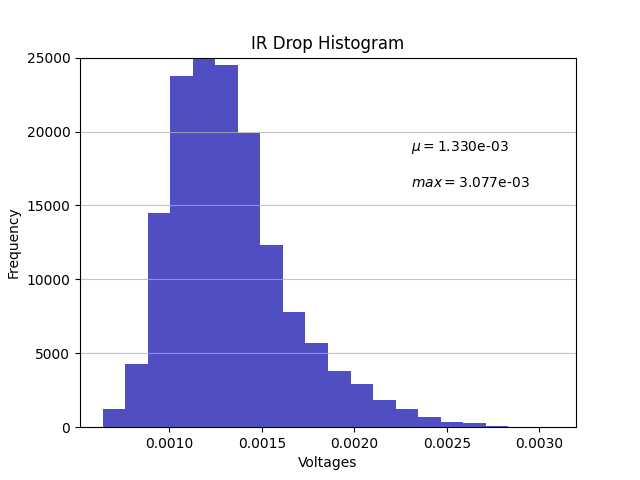 IR Drop Histogram
25000
20000
15000
10000
5000
0
Frequency
μ = 1.330e-03
max = 3.077e-03
0.0010 0.0015 0.0020 0.0025 0.0030
Voltages